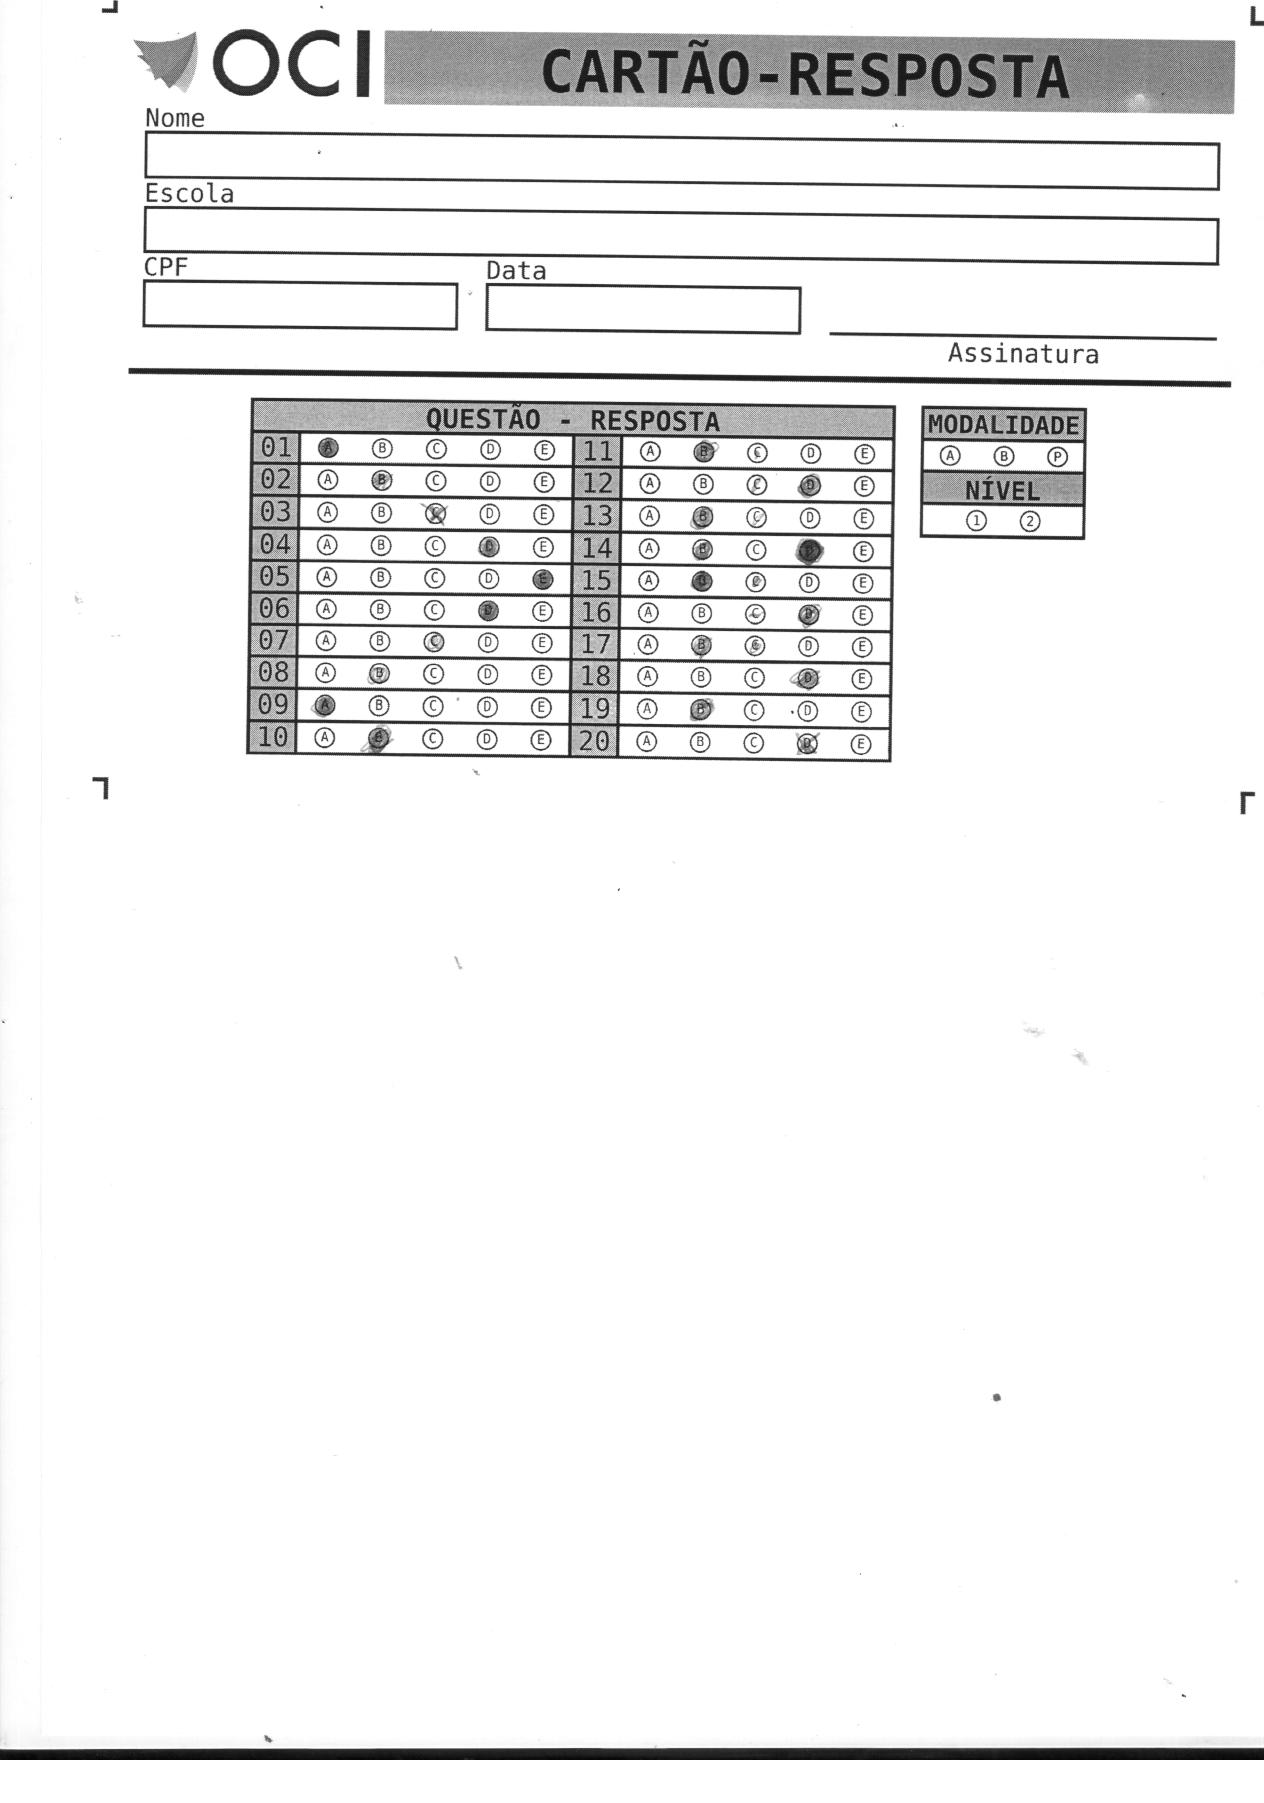 OCI CARTÃO-RESPOSTA
Nome
Escola
CPF Data
Assinatura
QUESTÃO - RESPOSTA MODALIDADE
01 A B C D E 11 A B C D E A B P
02 A B C D E 12 A B C D E NÍVEL
03 A B C D E 13 A B C D E 1 2
04 A B C D E 14 A B C D E
05 A B C D E 15 A B C D E
06 A B C D E 16 A B C D E
07 A B C D E 17 A B C D E
08 A B C D E 18 A B C D E
09 A B C D E 19 A B C D E
10 A B C D E 20 A B C D E